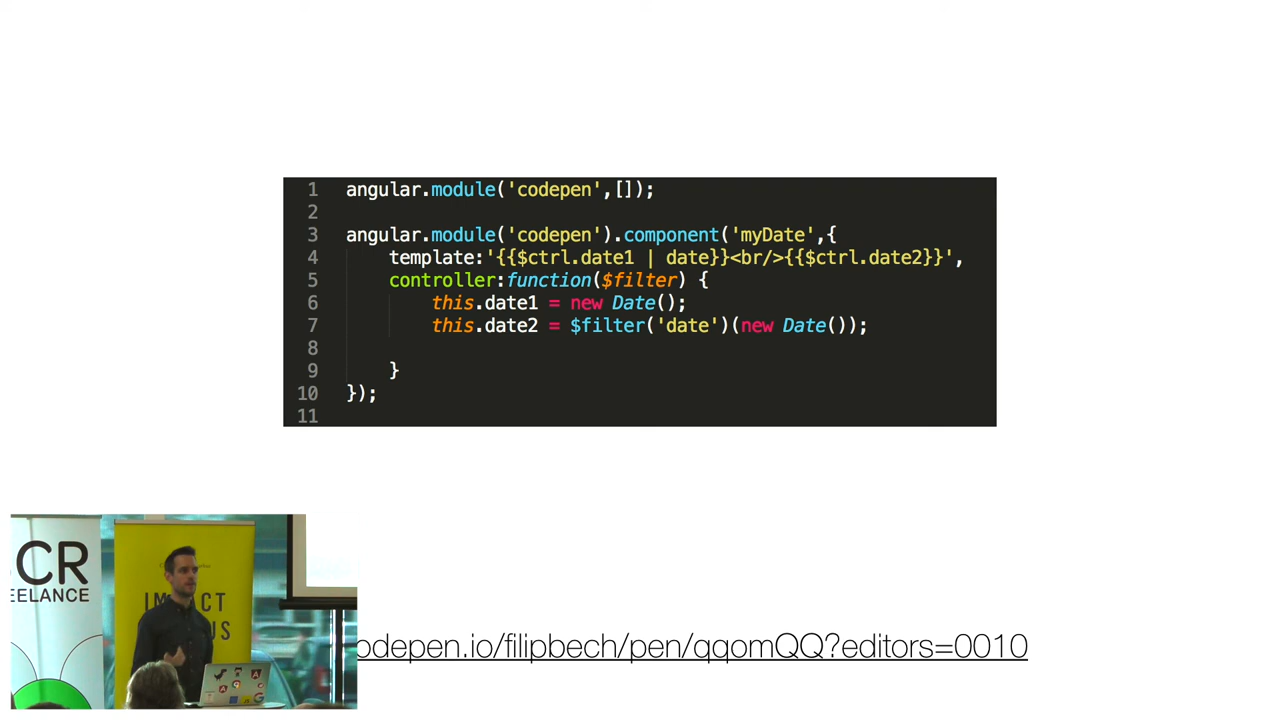 1 angular.module('codepen',[]);
2
3 angular.module('codepen').component('myDate',{
4 template:'{{$ctrl.date1 | date}}<br/>{{$ctrl.date2}}',
5 controller:function($filter) {
6 this.date1 = new Date();
7 this.date2 = $filter('date')(new Date());
8
9 }
10 });
11
CR
EELANCE
odepen.io/filipbech/pen/qqomQQ?editors=0010